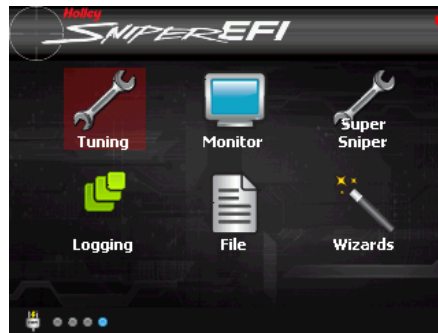 Holley
SNIPER EFI
Tuning
Monitor
Super
Sniper
Logging
File
Wizards